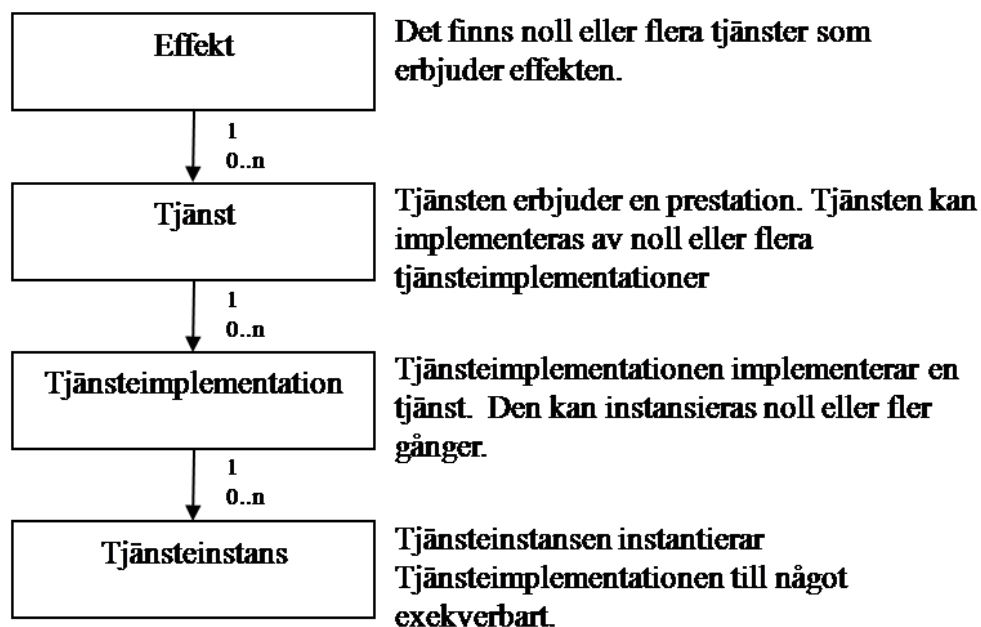 Effekt
Det finns noll eller flera tjänster som
erbjuder effekten.
1
0..n
Tjänst
Tjänsten erbjuder en prestation. Tjänsten kan
implementeras av noll eller flera
tjänsteimplementationer
1
0..n
Tjänsteimplementation
Tjänsteimplementationen implementerar en
tjänst. Den kan instansieras noll eller fler
gånger.
1
0..n
Tjänsteinstans
Tjänsteinstansen instantierar
Tjänsteimplementationen till något
exekverbart.